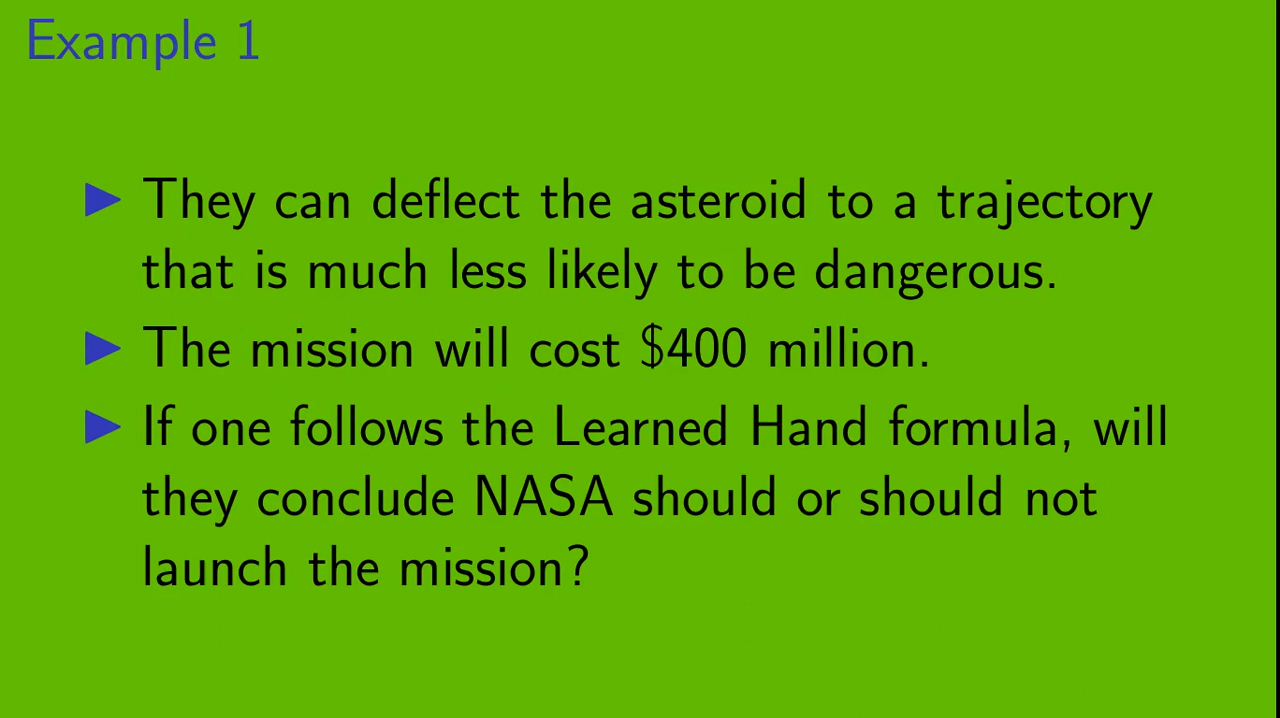 Example 1
They can deflect the asteroid to a trajectory
that is much less likely to be dangerous.
The mission will cost $400 million.
If one follows the Learned Hand formula, will
they conclude NASA should or should not
launch the mission?